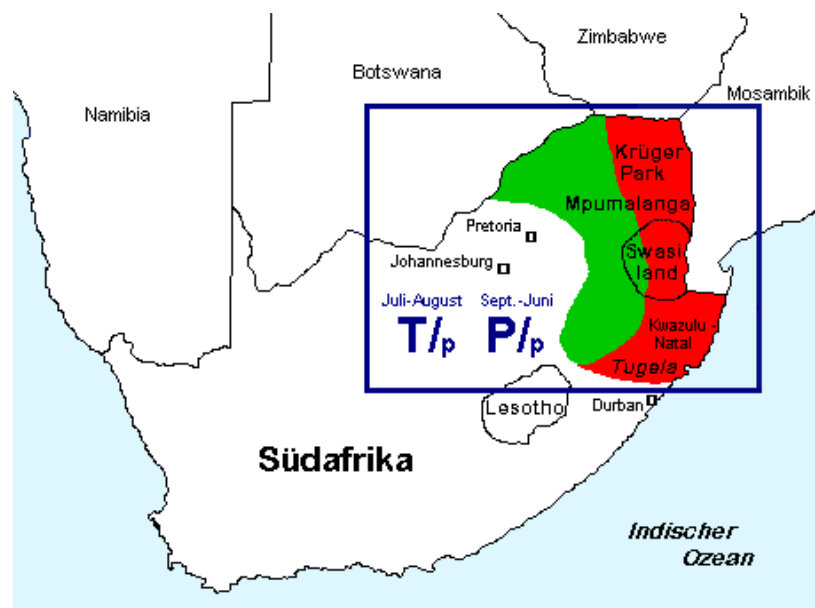 Zimbabwe
Botswana
Mosambik
Namibia
Krüger
Park
Mpumalanga
Pretoria
Swasi
land
Johannesburg
Juli-August Sept.-Juni
T/p P/p
Kwazulu -
Natal
Tugela
Lesotho
Durban
Südafrika
Indischer
Ozean